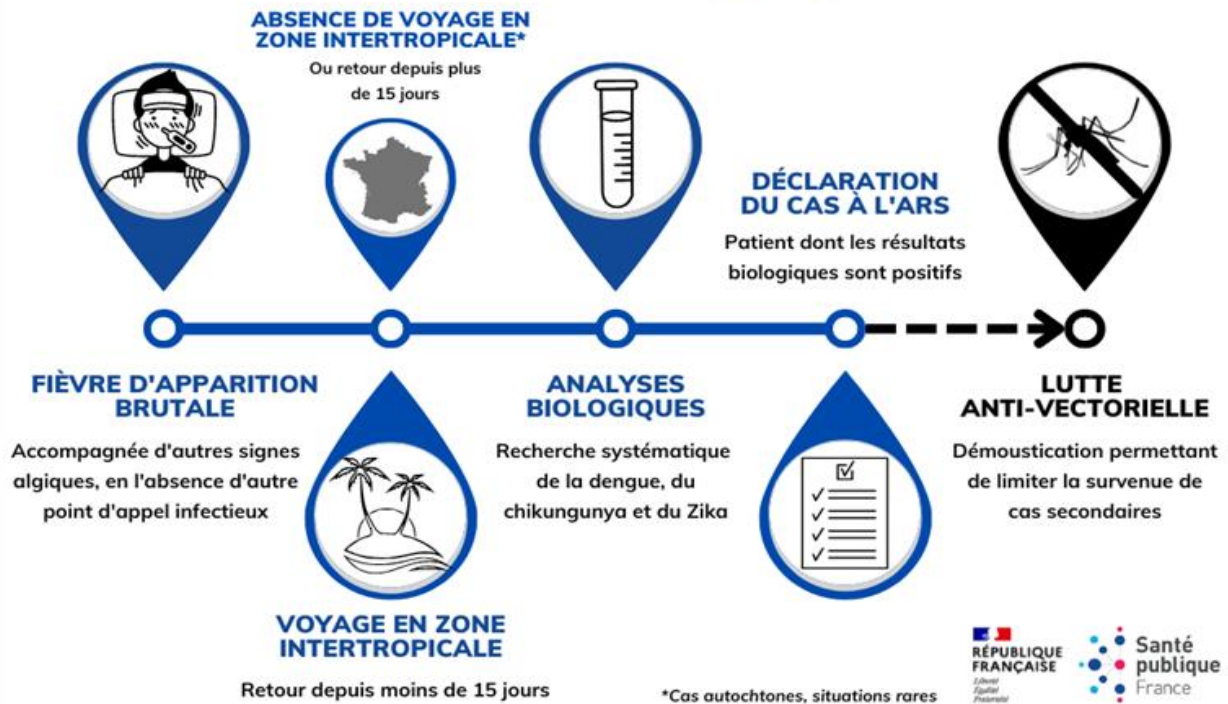 ABSENCE DE VOYAGE EN
ZONE INTERTROPICALE*
Ou retour depuis plus
de 15 jours
DÉCLARATION
DU CAS À L'ARS
Patient dont les résultats
biologiques sont positifs
FIÈVRE D'APPARITION
BRUTALE
Accompagnée d'autres signes
algiques, en l'absence d'autre
point d'appel infectieux
ANALYSES
BIOLOGIQUES
Recherche systématique
de la dengue, du
chikungunya et du Zika
LUTTE
ANTI-VECTORIELLE
Démoustication permettant
de limiter la survenue de
cas secondaires
VOYAGE EN ZONE
INTERTROPICALE
Retour depuis moins de 15 jours
*Cas autochtones, situations rares
RÉPUBLIQUE
FRANÇAISE
Liberté
Égalité
Fraternité
Santé
publique
France